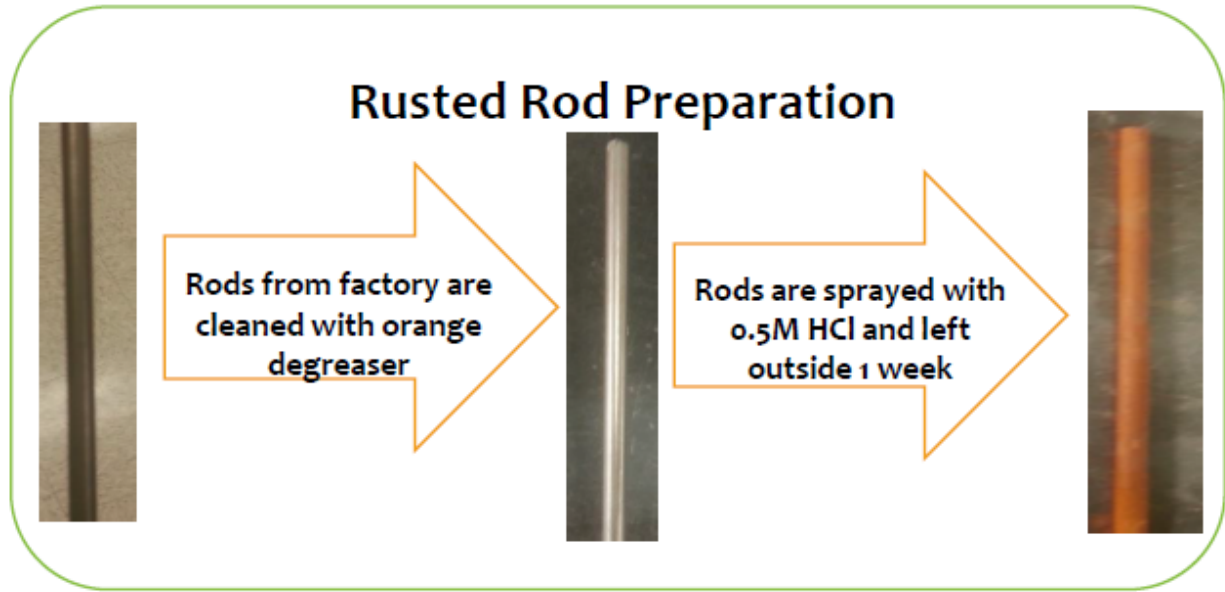 Rusted Rod Preparation
Rods from factory are
cleaned with orange
degreaser
Rods are sprayed with
0.5M HCl and left
outside 1 week